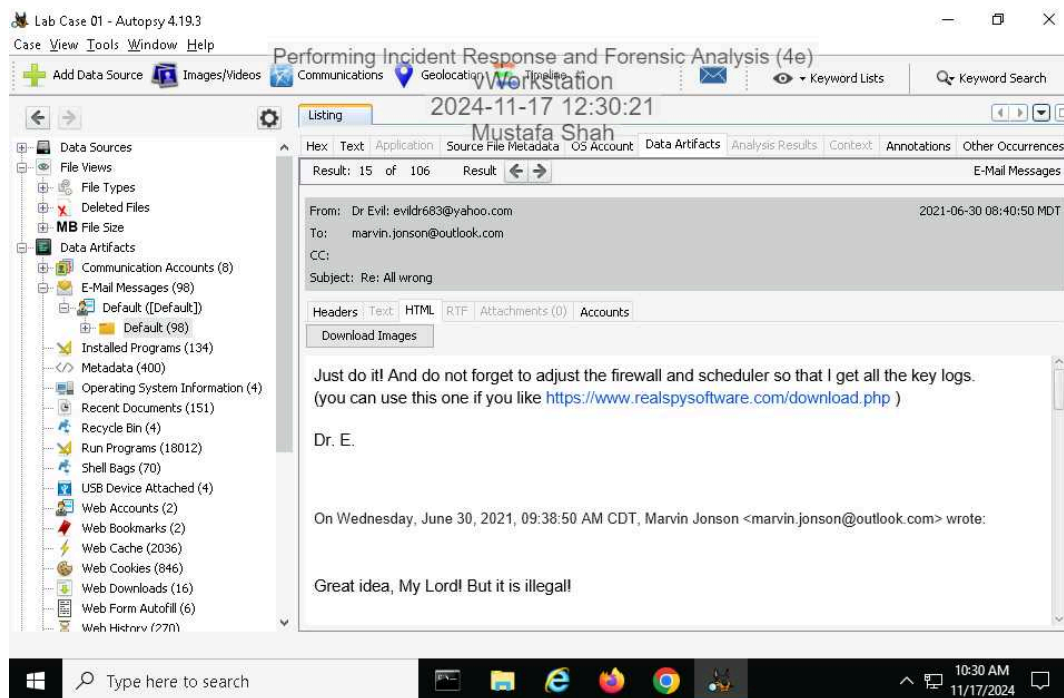 Lab Case 01 - Autopsy 4.19.3
Case View Tools Window Help
Performing Incident Response and Forensic Analysis (4e)
vWorkstation
2024-11-17 12:30:21
Mustafa Shah
Add Data Source Images/Videos Communications Geolocation Timeline Keyword Lists Keyword Search
Listing
Hex Text Application Source File Metadata OS Account Data Artifacts Analysis Results Context Annotations Other Occurrences
Result: 15 of 106 Result E-Mail Messages
Data Sources
File Views
File Types
Deleted Files
MB File Size
Data Artifacts
Communication Accounts (8)
E-Mail Messages (98)
Default ([Default])
Default (98)
Installed Programs (134)
Metadata (400)
Operating System Information (4)
Recent Documents (151)
Recycle Bin (4)
Run Programs (18012)
Shell Bags (70)
USB Device Attached (4)
Web Accounts (2)
Web Bookmarks (2)
Web Cache (2036)
Web Cookies (846)
Web Downloads (16)
Web Form Autofill (6)
Web History (270)
From: Dr Evil: evildr683@yahoo.com 2021-06-30 08:40:50 MDT
To: marvin.jonson@outlook.com
CC:
Subject: Re: All wrong
Headers Text HTML RTF Attachments (0) Accounts
Download Images
Just do it! And do not forget to adjust the firewall and scheduler so that I get all the key logs.
(you can use this one if you like https://www.realspysoftware.com/download.php )
Dr. E.
On Wednesday, June 30, 2021, 09:38:50 AM CDT, Marvin Jonson <marvin.jonson@outlook.com> wrote:
Great idea, My Lord! But it is illegal!
Type here to search
10:30 AM
11/17/2024